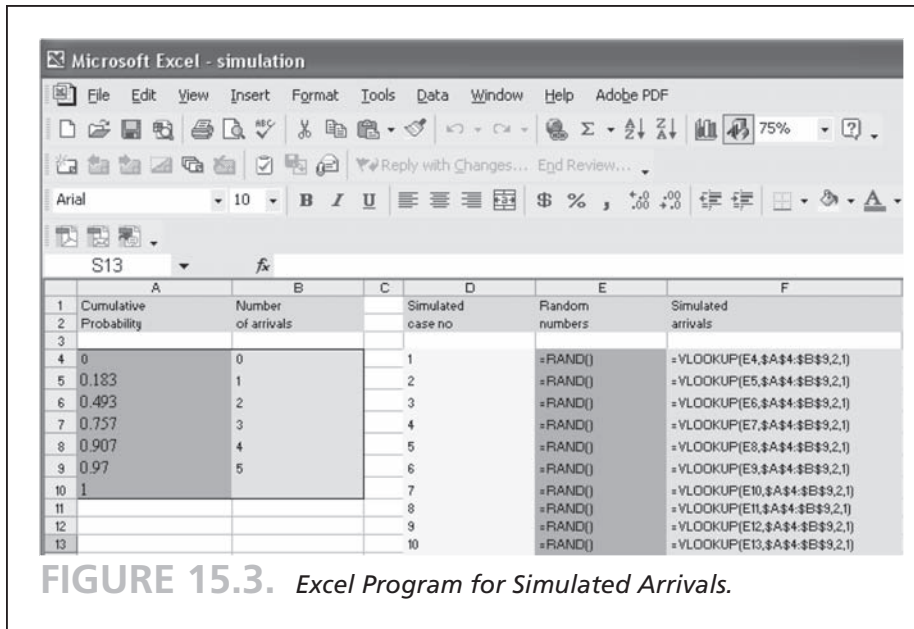 Microsoft Excel - simulation
File Edit View Insert Format Tools Data Window Help Adobe PDF
75%
Reply with Changes... End Review...
Arial 10 B I U $ % ,
S13 fx
A B C D E F
1 Cumulative Number Simulated Random Simulated
2 Probability of arrivals case no numbers arrivals
3
4 0 0 1 =RAND() =VLOOKUP(E4,$A$4:$B$9,2,1)
5 0.183 1 2 =RAND() =VLOOKUP(E5,$A$4:$B$9,2,1)
6 0.493 2 3 =RAND() =VLOOKUP(E6,$A$4:$B$9,2,1)
7 0.757 3 4 =RAND() =VLOOKUP(E7,$A$4:$B$9,2,1)
8 0.907 4 5 =RAND() =VLOOKUP(E8,$A$4:$B$9,2,1)
9 0.97 5 6 =RAND() =VLOOKUP(E9,$A$4:$B$9,2,1)
10 1 7 =RAND() =VLOOKUP(E10,$A$4:$B$9,2,1)
11 8 =RAND() =VLOOKUP(E11,$A$4:$B$9,2,1)
12 9 =RAND() =VLOOKUP(E12,$A$4:$B$9,2,1)
13 10 =RAND() =VLOOKUP(E13,$A$4:$B$9,2,1)
FIGURE 15.3. Excel Program for Simulated Arrivals.